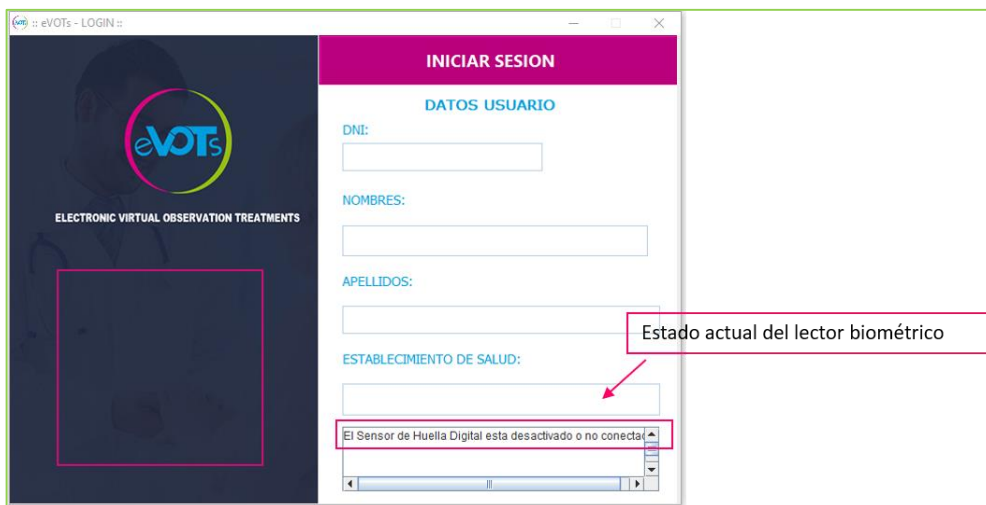 :: eVOTs - LOGIN ::
INICIAR SESION
DATOS USUARIO
DNI:
eVOTs
NOMBRES:
ELECTRONIC VIRTUAL OBSERVATION TREATMENTS
APELLIDOS:
Estado actual del lector biométrico
ESTABLECIMIENTO DE SALUD:
El Sensor de Huella Digital esta desactivado o no conectad